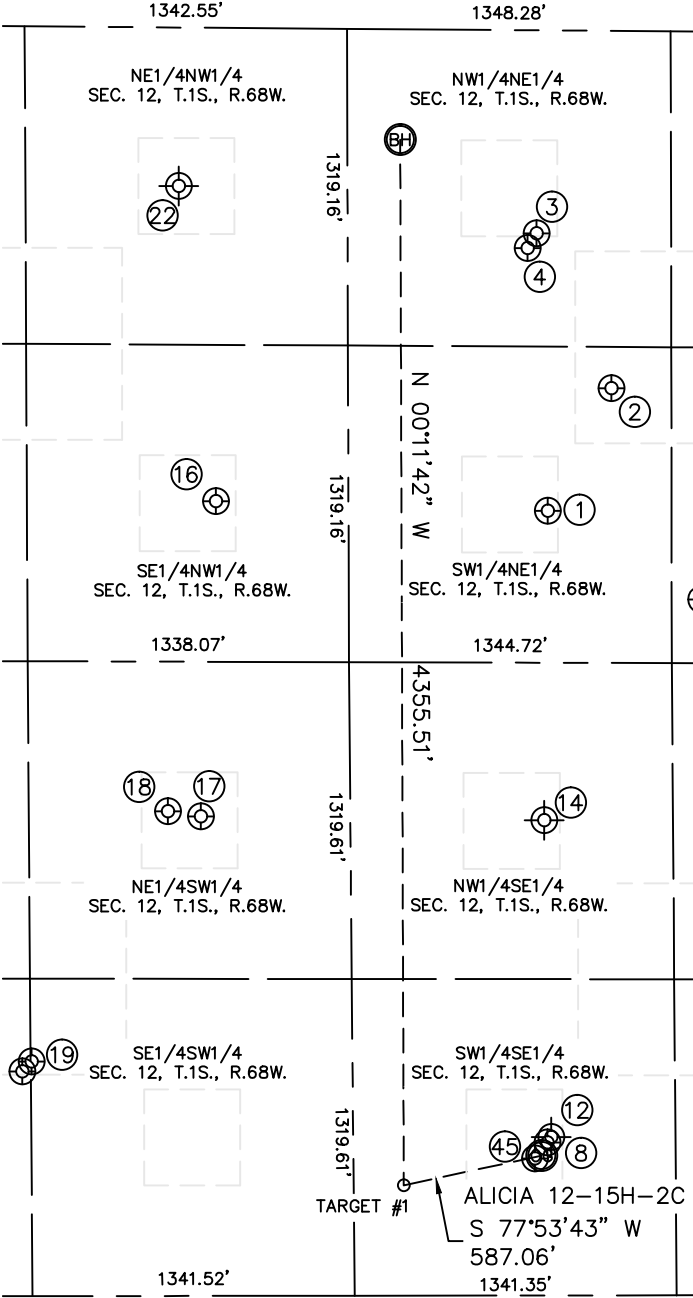 1342.55'
1348.28'
NE1/4NW1/4
SEC. 12, T.1S., R.68W.
NW1/4NE1/4
SEC. 12, T.1S., R.68W.
BH
1319.16'
22
3
4
N 00°11'42" W
2
16
1319.16'
1
SE1/4NW1/4
SEC. 12, T.1S., R.68W.
SW1/4NE1/4
SEC. 12, T.1S., R.68W.
1338.07'
1344.72'
4355.51'
18
17
1319.61'
14
NE1/4SW1/4
SEC. 12, T.1S., R.68W.
NW1/4SE1/4
SEC. 12, T.1S., R.68W.
19
SE1/4SW1/4
SEC. 12, T.1S., R.68W.
SW1/4SE1/4
SEC. 12, T.1S., R.68W.
1319.61'
12
45
8
TARGET #1
ALICIA 12-15H-2C
S 77°53'43" W
587.06'
1341.52'
1341.35'